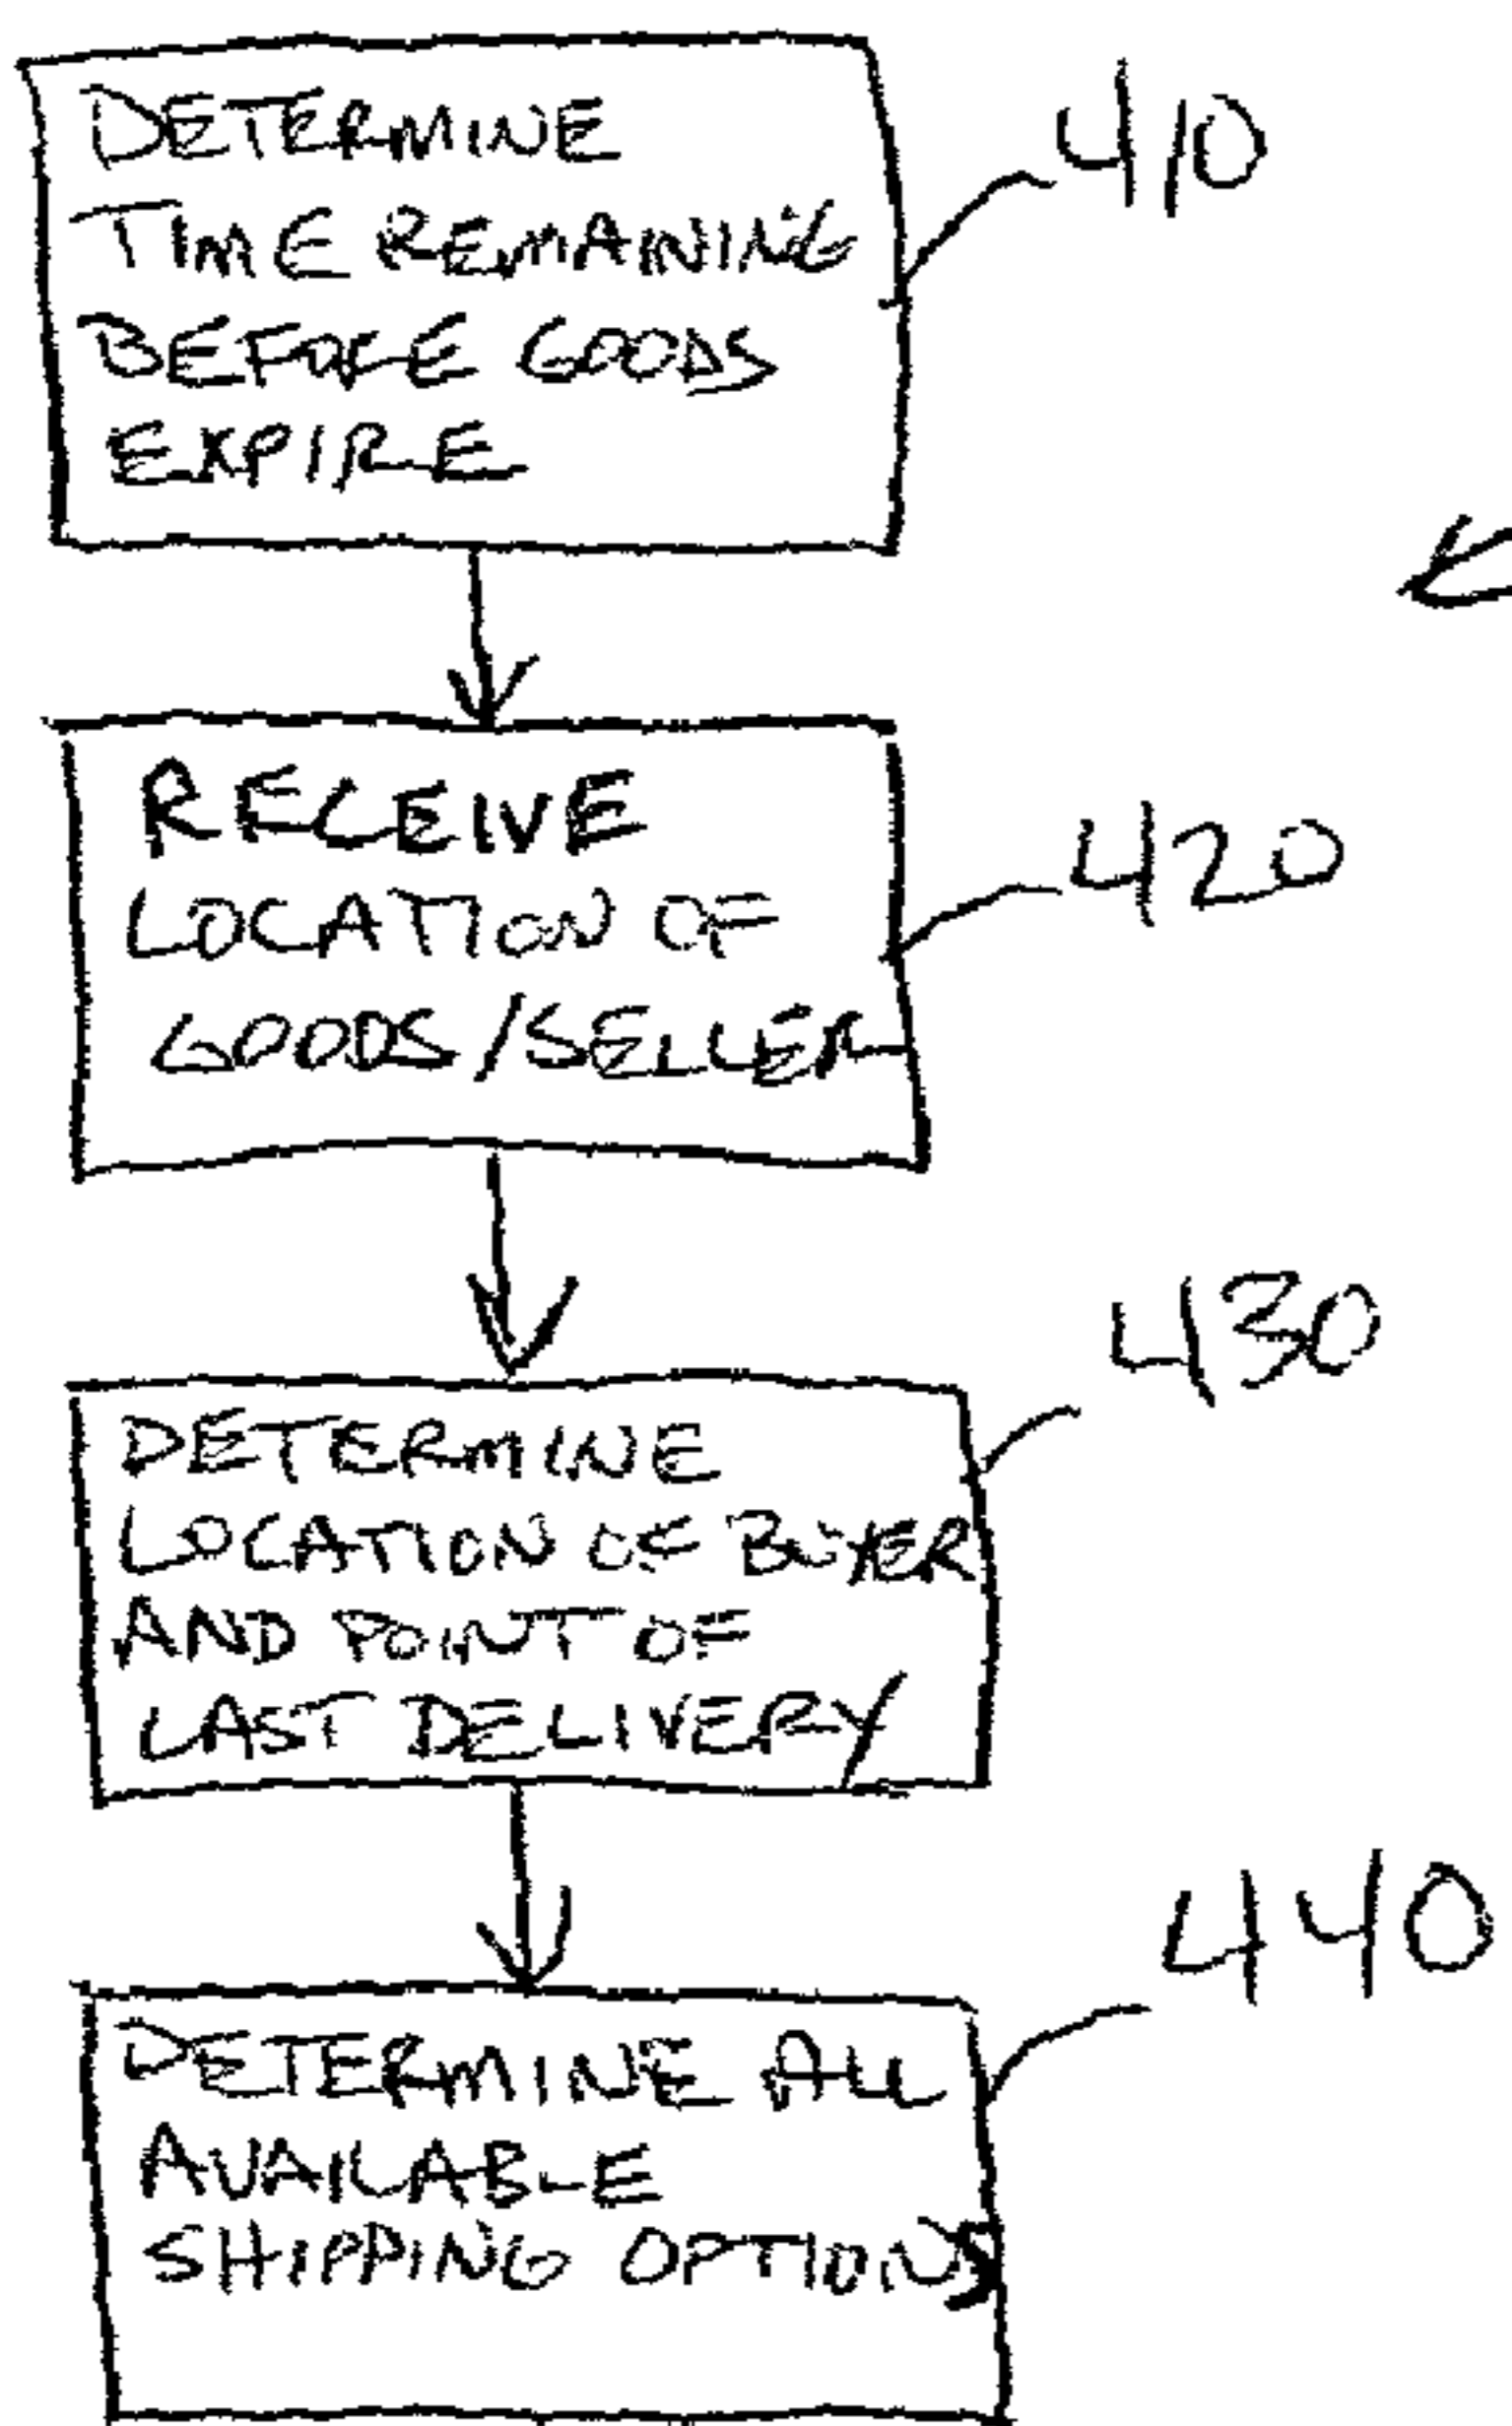 DETERMINE
TIME REMAINING
BEFORE GOODS
EXPIRE
410
RECEIVE
LOCATION OF
GOODS/SELLER
420
DETERMINE
LOCATION OF BUYER
AND POINT OF
LAST DELIVERY
430
DETERMINE ALL
AVAILABLE
SHIPPING OPTIONS
440